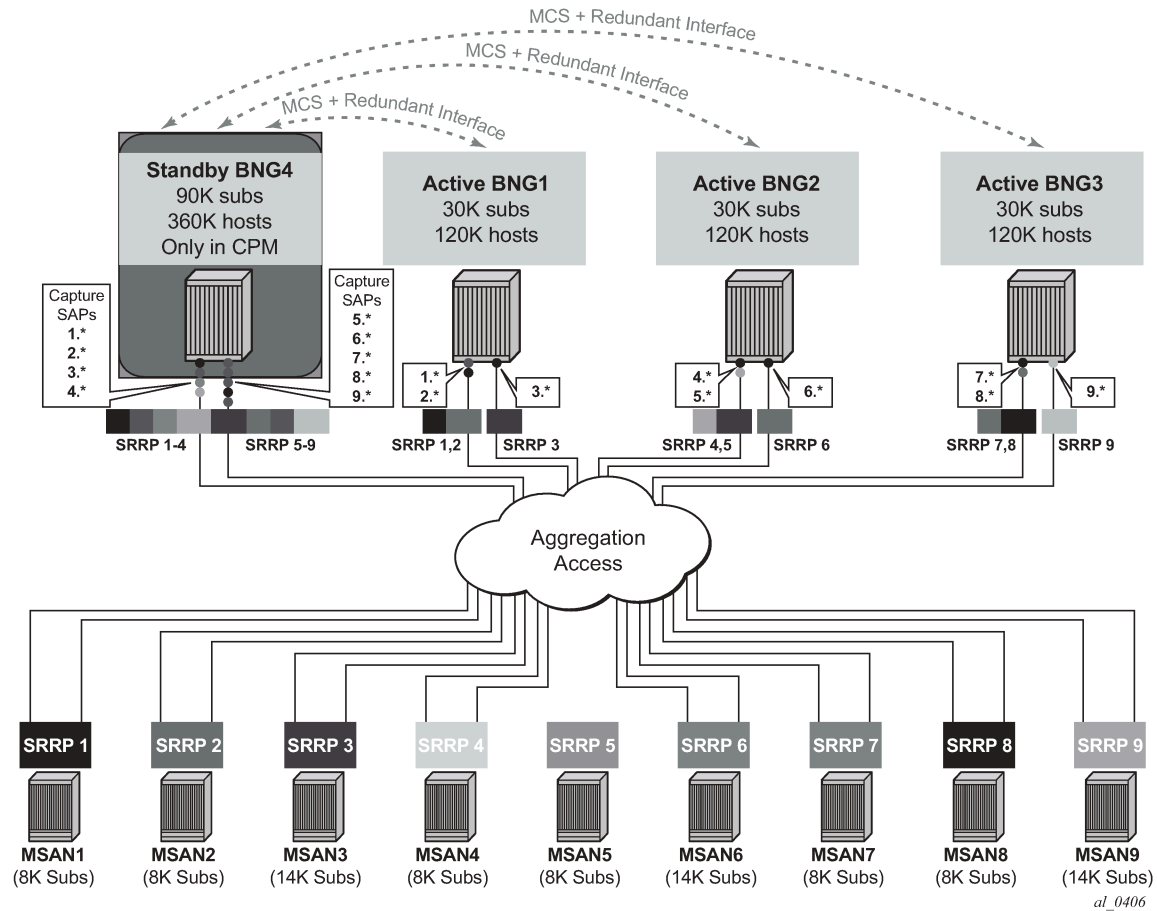 MCS + Redundant Interface
MCS + Redundant Interface
MCS + Redundant Interface
Standby BNG4
90K subs
360K hosts
Only in CPM
Active BNG1
30K subs
120K hosts
Active BNG2
30K subs
120K hosts
Active BNG3
30K subs
120K hosts
Capture
SAPs
1.*
2.*
3.*
4.*
Capture
SAPs
5.*
6.*
7.*
8.*
9.*
1.*
2.*
3.*
4.*
5.*
6.*
7.*
8.*
9.*
SRRP 1-4
SRRP 5-9
SRRP 1,2
SRRP 3
SRRP 4,5
SRRP 6
SRRP 7,8
SRRP 9
Aggregation
Access
SRRP 1
SRRP 2
SRRP 3
SRRP 4
SRRP 5
SRRP 6
SRRP 7
SRRP 8
SRRP 9
MSAN1
(8K Subs)
MSAN2
(8K Subs)
MSAN3
(14K Subs)
MSAN4
(8K Subs)
MSAN5
(8K Subs)
MSAN6
(14K Subs)
MSAN7
(8K Subs)
MSAN8
(8K Subs)
MSAN9
(14K Subs)
al_0406